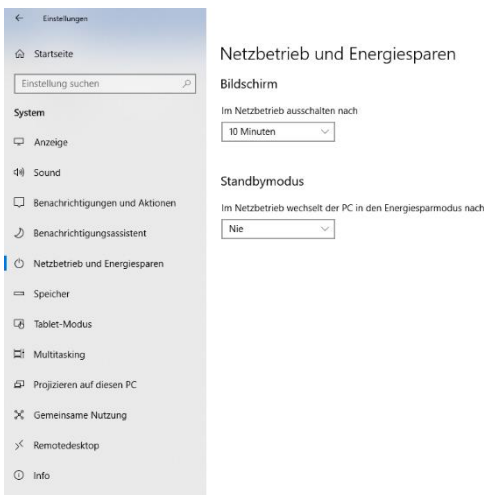 Einstellungen
Startseite
Einstellung suchen
System
Anzeige
Sound
Benachrichtigungen und Aktionen
Benachrichtigungsassistent
Netzbetrieb und Energiesparen
Speicher
Tablet-Modus
Multitasking
Projizieren auf diesen PC
Gemeinsame Nutzung
Remotedesktop
Info
Netzbetrieb und Energiesparen
Bildschirm
Im Netzbetrieb ausschalten nach
10 Minuten
Standbymodus
Im Netzbetrieb wechselt der PC in den Energiesparmodus nach
Nie